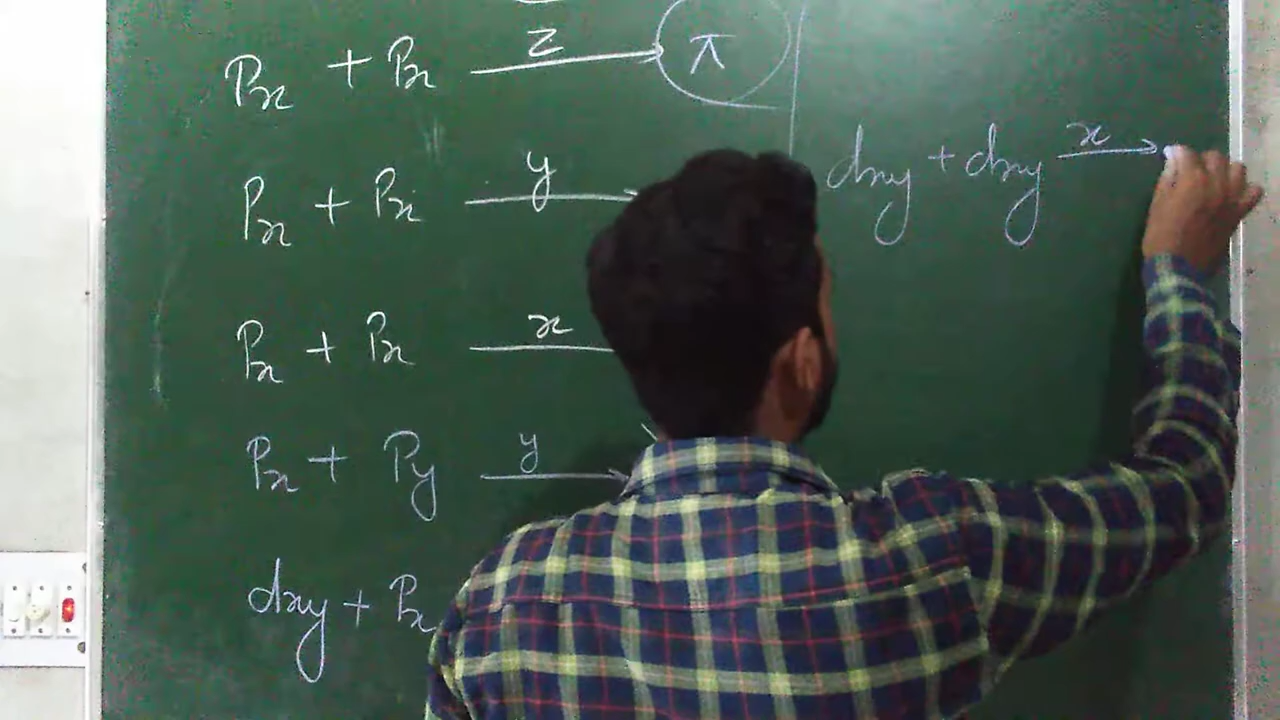 Px + Px z → π
Px + Px y →
Px + Px x
Px + Py y →
dxy + Px
dxy + dxy x →